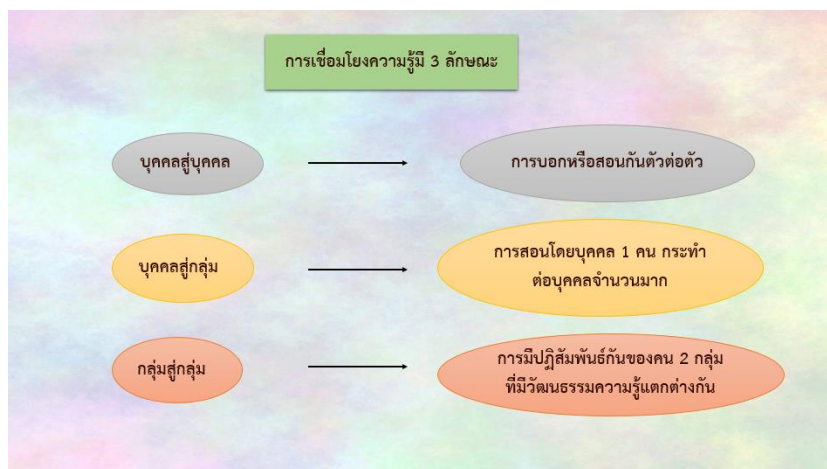 การเชื่อมโยงความรู้มี 3 ลักษณะ
บุคคลสู่บุคคล
การบอกหรือสอนกันตัวต่อตัว
บุคคลสู่กลุ่ม
การสอนโดยบุคคล 1 คน กระทำ
ต่อบุคคลจำนวนมาก
กลุ่มสู่กลุ่ม
การมีปฏิสัมพันธ์กันของคน 2 กลุ่ม
ที่มีวัฒนธรรมความรู้แตกต่างกัน